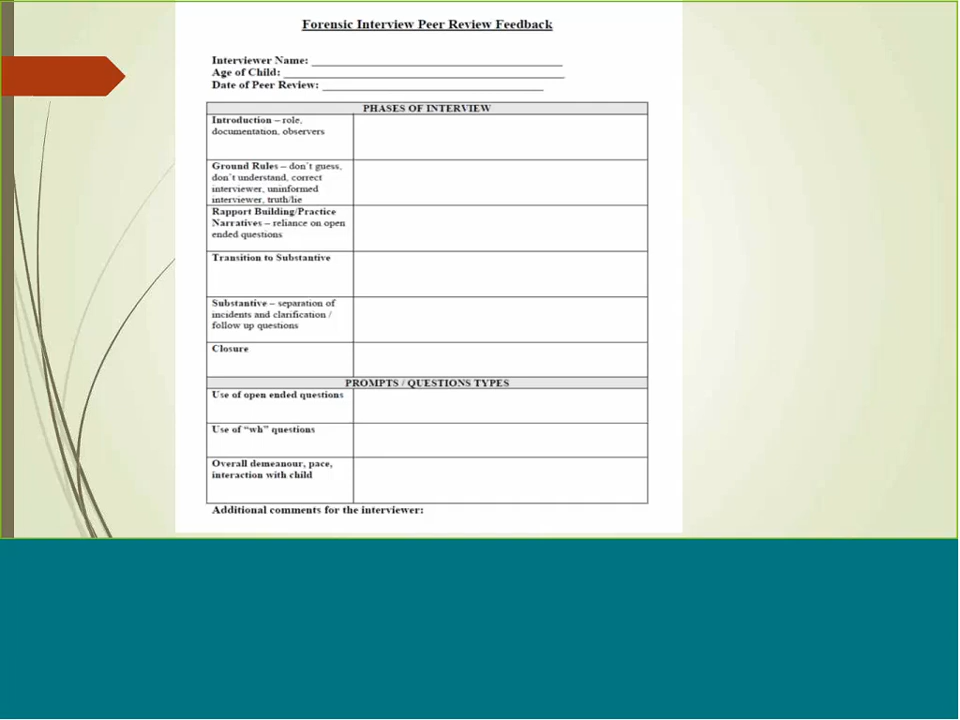 Forensic Interview Peer Review Feedback
Interviewer Name: ___
Age of Child: ___
Date of Peer Review: ___
PHASES OF INTERVIEW
Introduction – role,
documentation, observers
Ground Rules – don't guess,
don't understand, correct
interviewer, uninformed
interviewer, truth/lie
Rapport Building/Practice
Narratives – reliance on open
ended questions
Transition to Substantive
Substantive – separation of
incidents and clarification /
follow up questions
Closure
PROMPTS / QUESTIONS TYPES
Use of open ended questions
Use of “wh” questions
Overall demeanour, pace,
interaction with child
Additional comments for the interviewer: